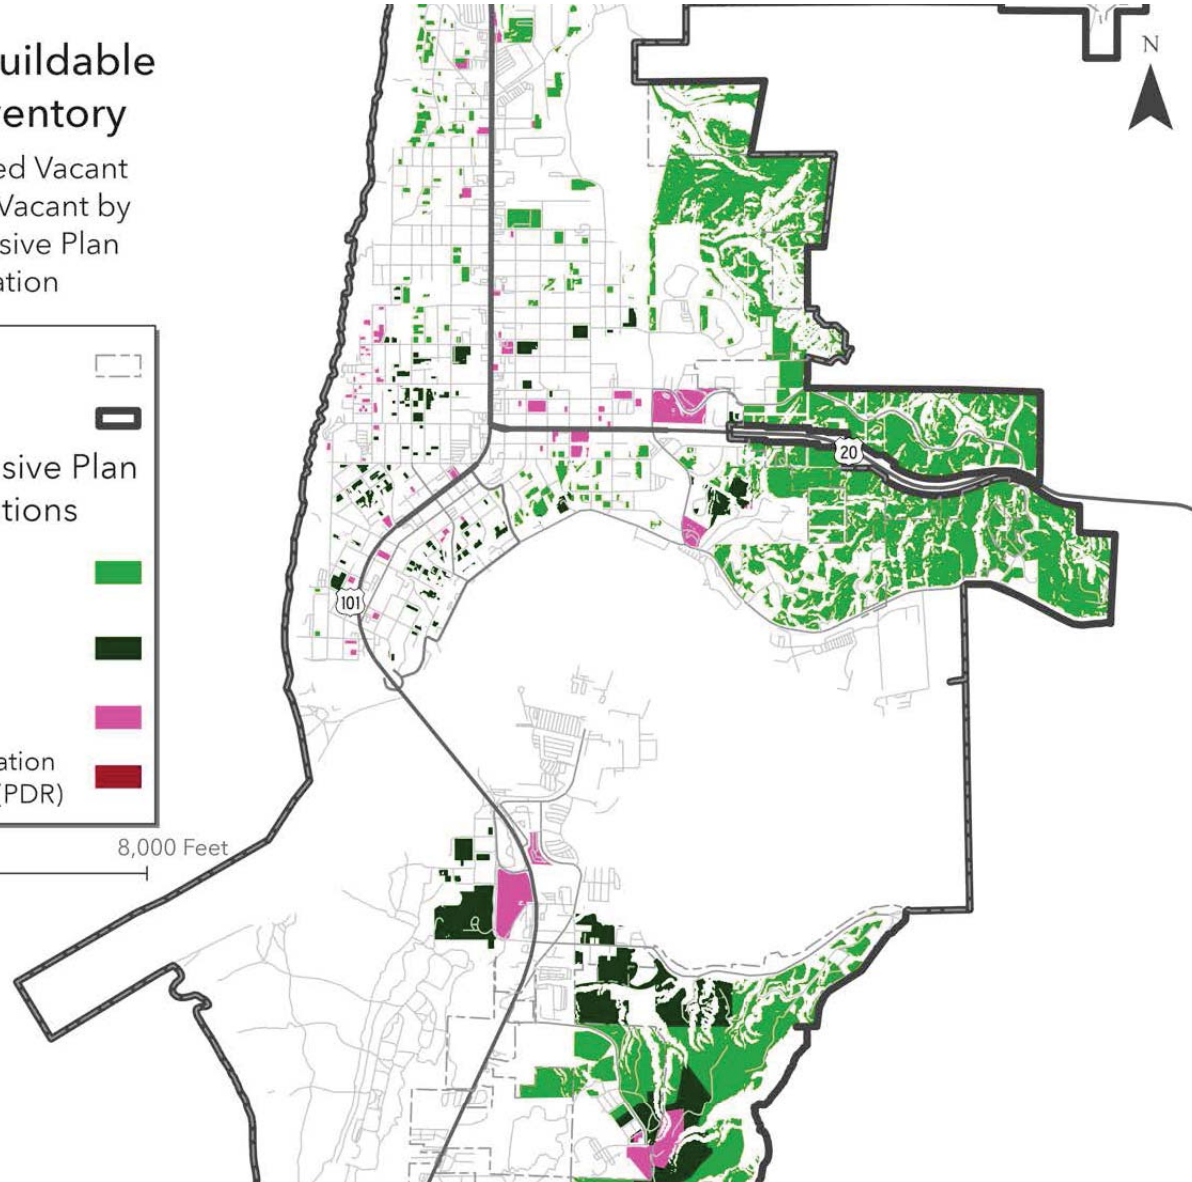 uildable
entory
ed Vacant
Vacant by
sive Plan
ation
sive Plan
tions
ation
(PDR)
8,000 Feet
N
20
101